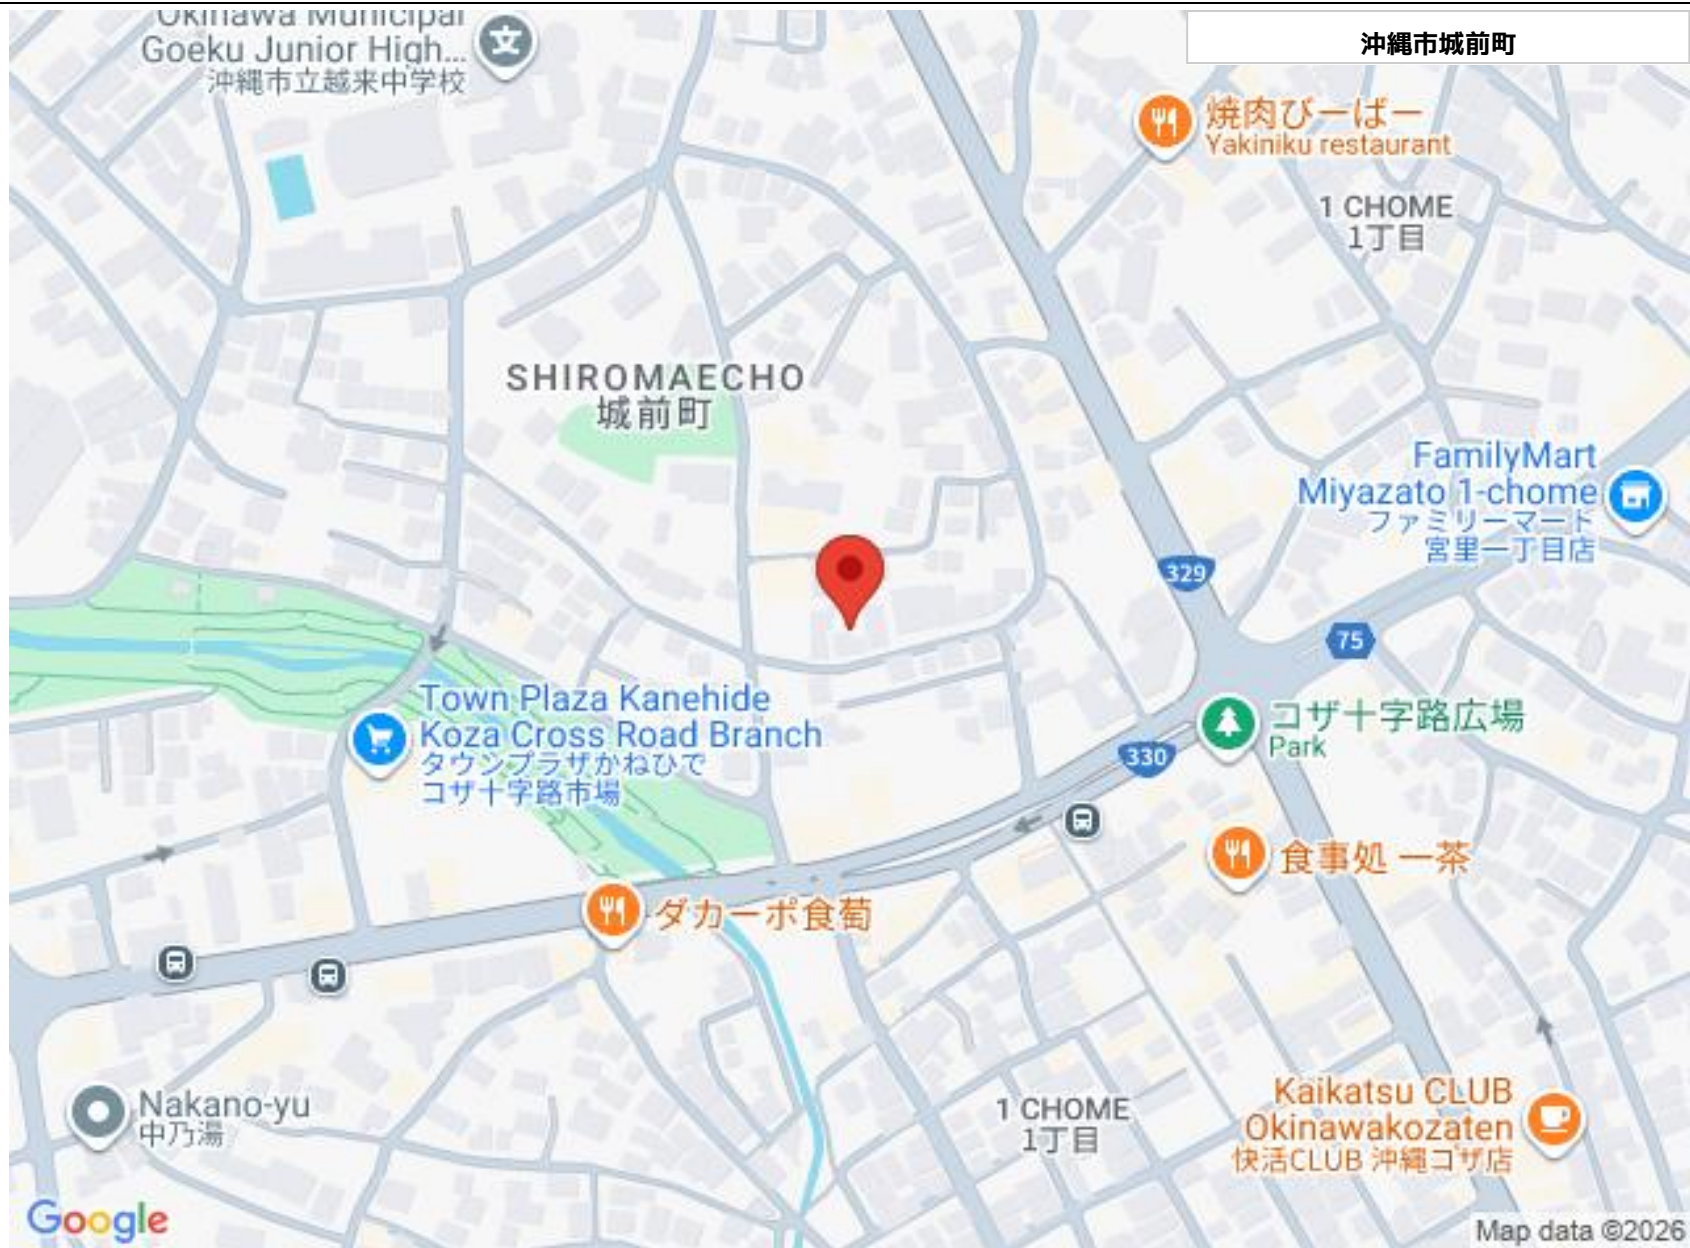 Okinawa Municipal
Goeku Junior High...
沖縄市立越来中学校
沖縄市城前町
焼肉びーばー
Yakiniku restaurant
1 CHOME
1丁目
SHIROMAECHO
城前町
FamilyMart
Miyazato 1-chome
ファミリーマート
宮里一丁目店
329
75
Town Plaza Kanehide
Koza Cross Road Branch
タウンプラザかねひで
コザ十字路市場
コザ十字路広場
Park
330
食事処 一茶
ダカーポ食萄
Nakano-yu
中乃湯
1 CHOME
1丁目
Kaikatsu CLUB
Okinawakozaten
快活CLUB 沖縄コザ店
Google
Map data ©2026
文